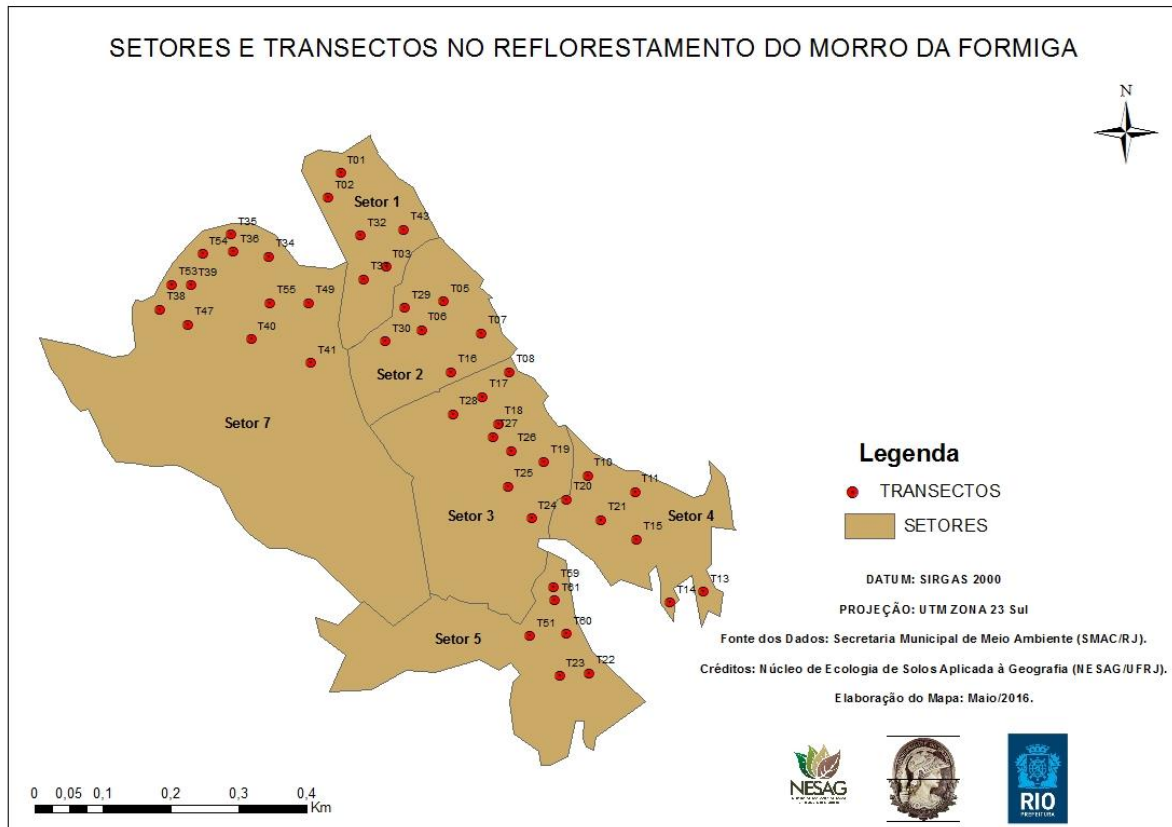 SETORES E TRANSECTOS NO REFLORESTAMENTO DO MORRO DA FORMIGA
N
T01
T02
Setor 1
T43
T32
T35
T36
T54
T34
T03
T31
T53
T39
T38
T55
T49
T29
T05
T47
T06
T07
T40
T30
T41
T16
T08
Setor 2
T17
T28
Setor 7
T18
T27
T26
T19
T10
T25
T11
T20
T24
T21
Setor 3
Setor 4
T15
T59
T61
T13
T14
Setor 5
T51
T60
T23
T22
Legenda
TRANSECTOS
SETORES
DATUM: SIRGAS 2000
PROJEÇÃO: UTM ZONA 23 Sul
Fonte dos Dados: Secretaria Municipal de Meio Ambiente (SMAC/RJ).
Créditos: Núcleo de Ecologia de Solos Aplicada à Geografia (NESAG/UFRJ).
Elaboração do Mapa: Maio/2016.
0 0,05 0,1 0,2 0,3 0,4
Km
NESAG
RIO
PREFEITURA